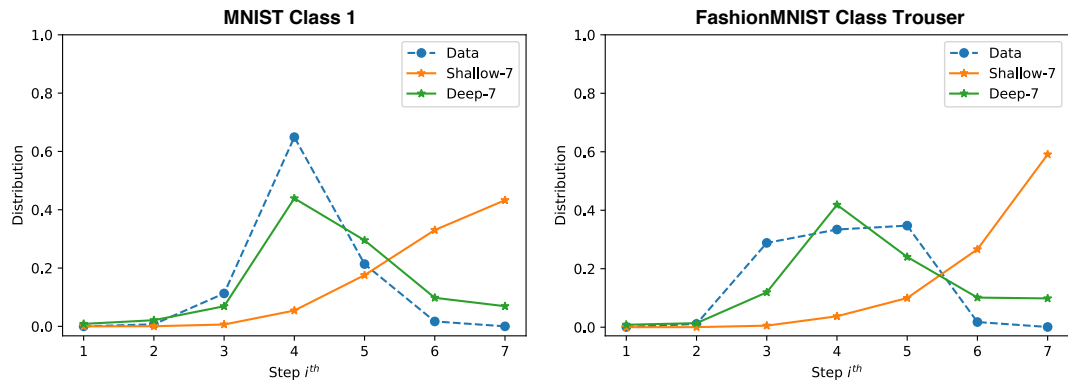 MNIST Class 1
1.0
0.8
0.6
0.4
0.2
0.0
Distribution
Data
Shallow-7
Deep-7
1 2 3 4 5 6 7
Step i^th
FashionMNIST Class Trouser
1.0
0.8
0.6
0.4
0.2
0.0
Distribution
Data
Shallow-7
Deep-7
1 2 3 4 5 6 7
Step i^th